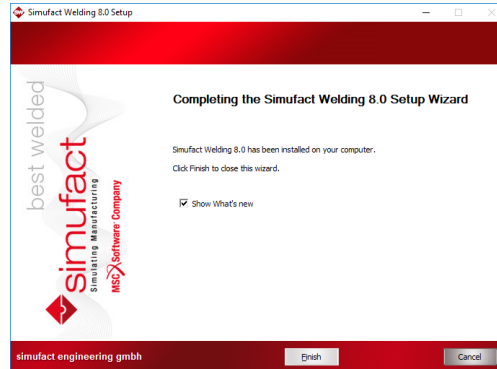 Simufact Welding 8.0 Setup
best welded
simufact
Simulating Manufacturing
MSC Software Company
Completing the Simufact Welding 8.0 Setup Wizard
Simufact Welding 8.0 has been installed on your computer.
Click Finish to close this wizard.
Show What's new
simufact engineering gmbh
Finish
Cancel